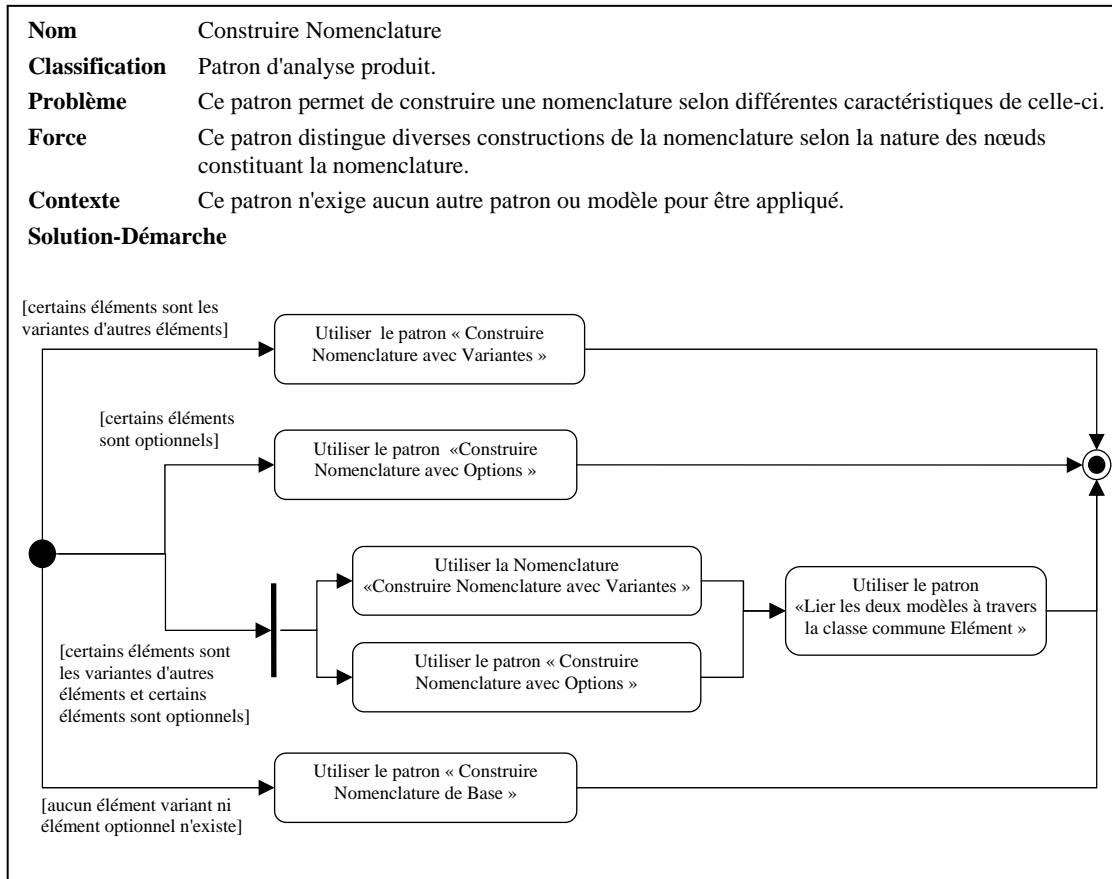 Nom Construire Nomenclature
Classification Patron d'analyse produit.
Problème Ce patron permet de construire une nomenclature selon différentes caractéristiques de celle-ci.
Force Ce patron distingue diverses constructions de la nomenclature selon la nature des nœuds
constituant la nomenclature.
Contexte Ce patron n'exige aucun autre patron ou modèle pour être appliqué.
Solution-Démarche
[certains éléments sont les
variantes d'autres éléments]
Utiliser le patron « Construire
Nomenclature avec Variantes »
[certains éléments
sont optionnels]
Utiliser le patron «Construire
Nomenclature avec Options »
Utiliser la Nomenclature
«Construire Nomenclature avec Variantes »
Utiliser le patron
«Lier les deux modèles à travers
la classe commune Elément »
[certains éléments sont
les variantes d'autres
éléments et certains
éléments sont optionnels]
Utiliser le patron « Construire
Nomenclature avec Options »
Utiliser le patron « Construire
Nomenclature de Base »
[aucun élément variant ni
élément optionnel n'existe]